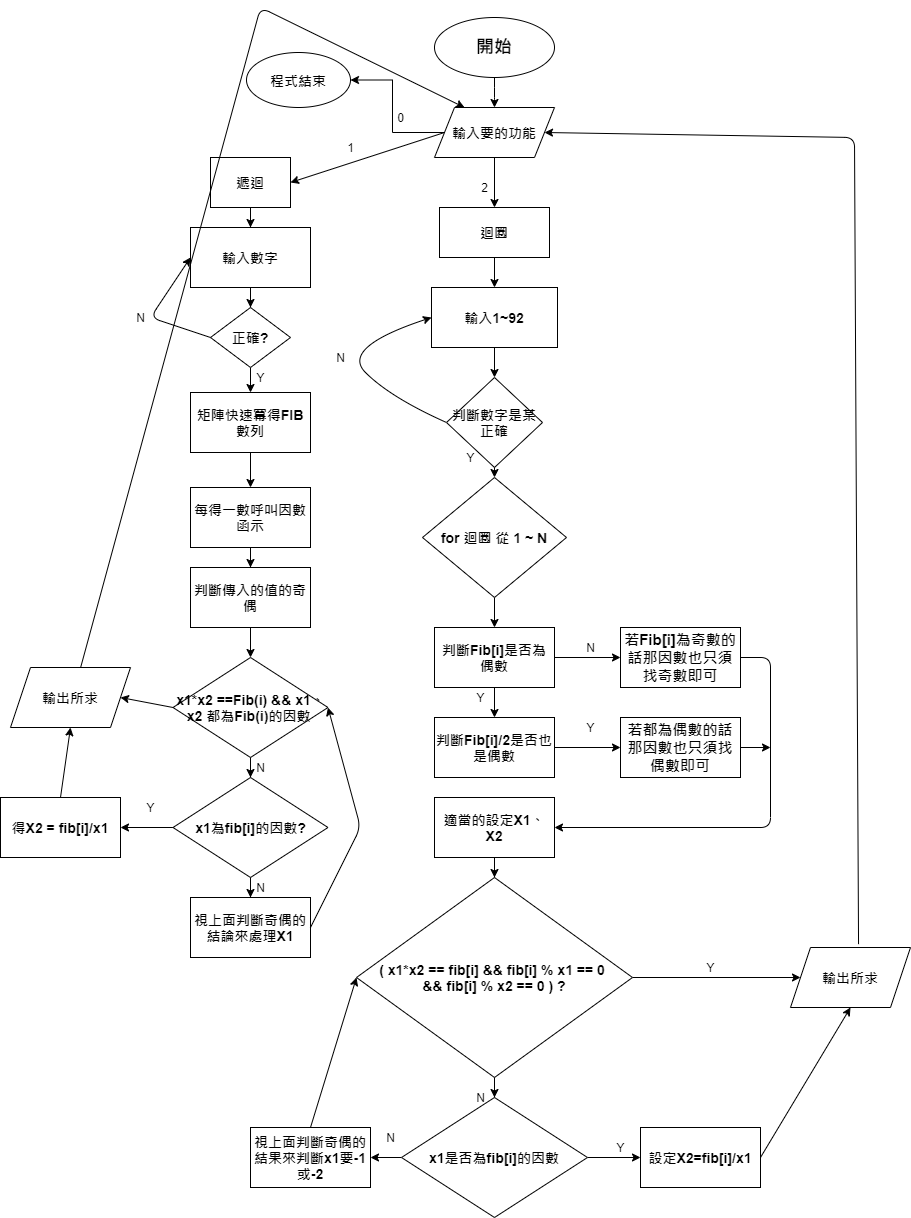 開始
程式結束
0
輸入要的功能
1
遞迴
2
輸入數字
迴圈
N
正確?
Y
輸入1~92
N
判斷數字是某
正確
Y
矩陣快速冪得FIB
數列
每得一數呼叫因數
函示
for 迴圈 從 1 ~ N
判斷傳入的值的奇
偶
判斷Fib[i]是否為
偶數
N
若Fib[i]為奇數的
話那因數也只須
找奇數即可
Y
輸出所求
x1*x2 ==Fib(i) && x1、
x2 都為Fib(i)的因數
判斷Fib[i]/2是否也
是偶數
Y
若都為偶數的話
那因數也只須找
偶數即可
N
得X2 = fib[i]/x1
Y
x1為fib[i]的因數?
適當的設定X1、
X2
N
視上面判斷奇偶的
結論來處理X1
( x1*x2 == fib[i] && fib[i] % x1 == 0
&& fib[i] % x2 == 0 ) ?
Y
輸出所求
N
視上面判斷奇偶的
結果來判斷x1要-1
或-2
N
x1是否為fib[i]的因數
Y
設定X2=fib[i]/x1